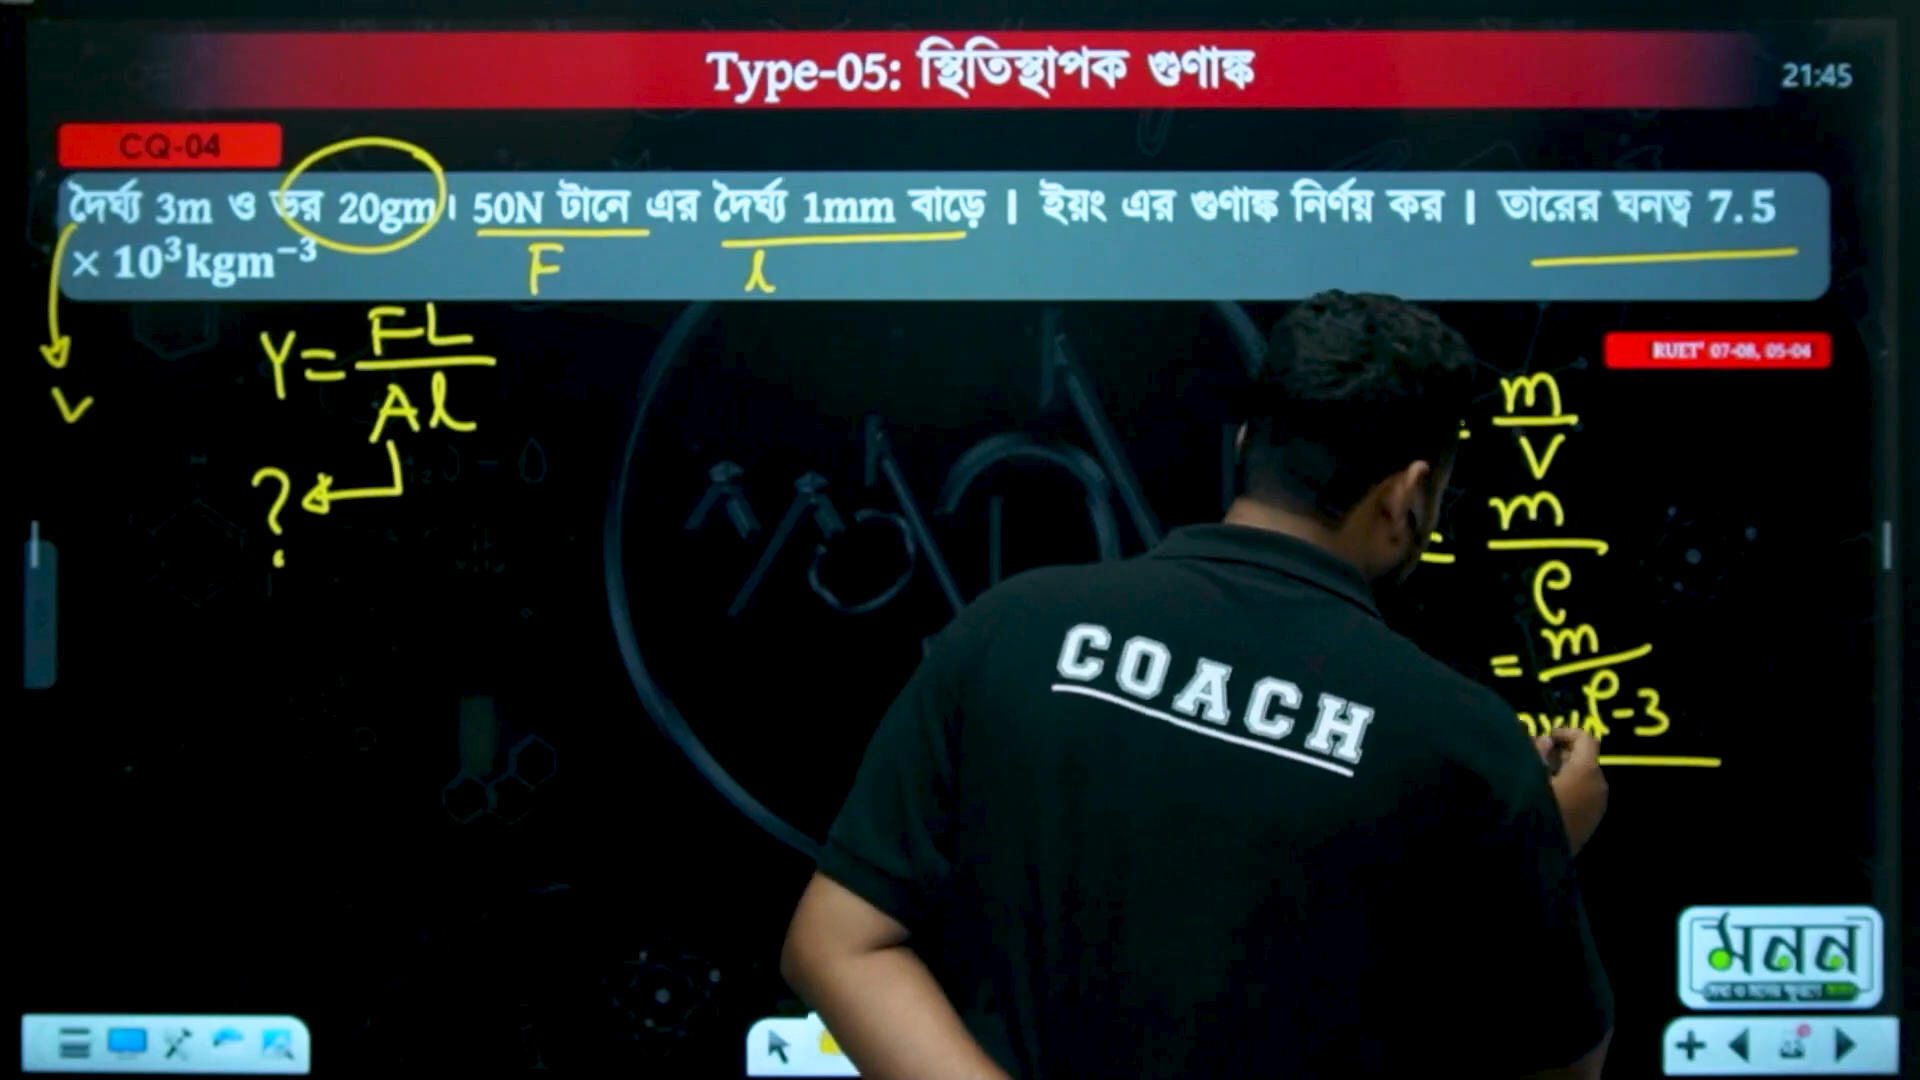 Type-05: স্থিতিস্থাপক গুণাঙ্ক
21:45
CQ-04
দৈর্ঘ্য 3m ও ভর 20gm। 50N টানে এর দৈর্ঘ্য 1mm বাড়ে | ইয়ং এর গুণাঙ্ক নির্ণয় কর | তারের ঘনত্ব 7.5
× 10³kgm⁻³
F
l
L
Y = FL
Al
?
RUET' 07-08, 05-04
m
V
= m
ρ
= m
ρ
-3
COACH
মনন